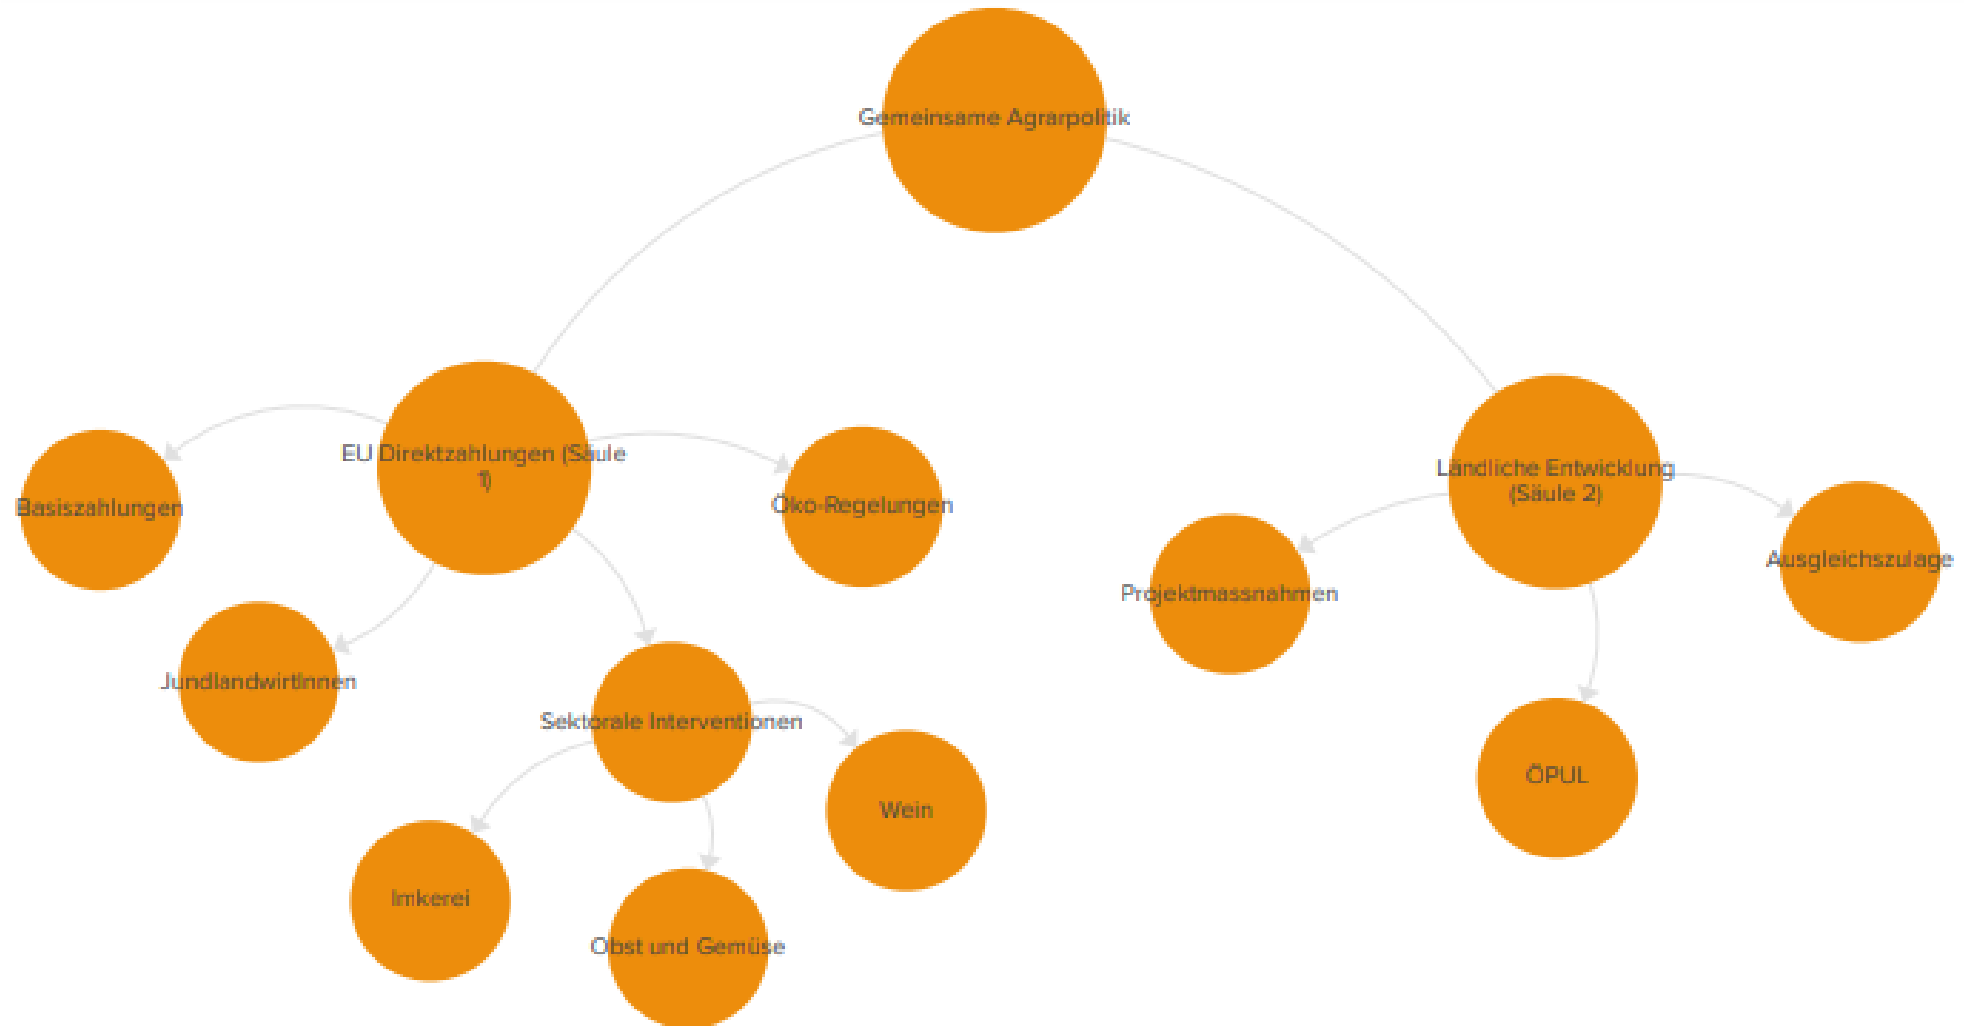 Gemeinsame Agrarpolitik
EU Direktzahlungen (Säule
1)
Basiszahlungen
Öko-Regelungen
JundlandwirtInnen
Sektorale Interventionen
Wein
Imkerei
Obst und Gemüse
Ländliche Entwicklung
(Säule 2)
Projektmassnahmen
Ausgleichszulage
ÖPUL